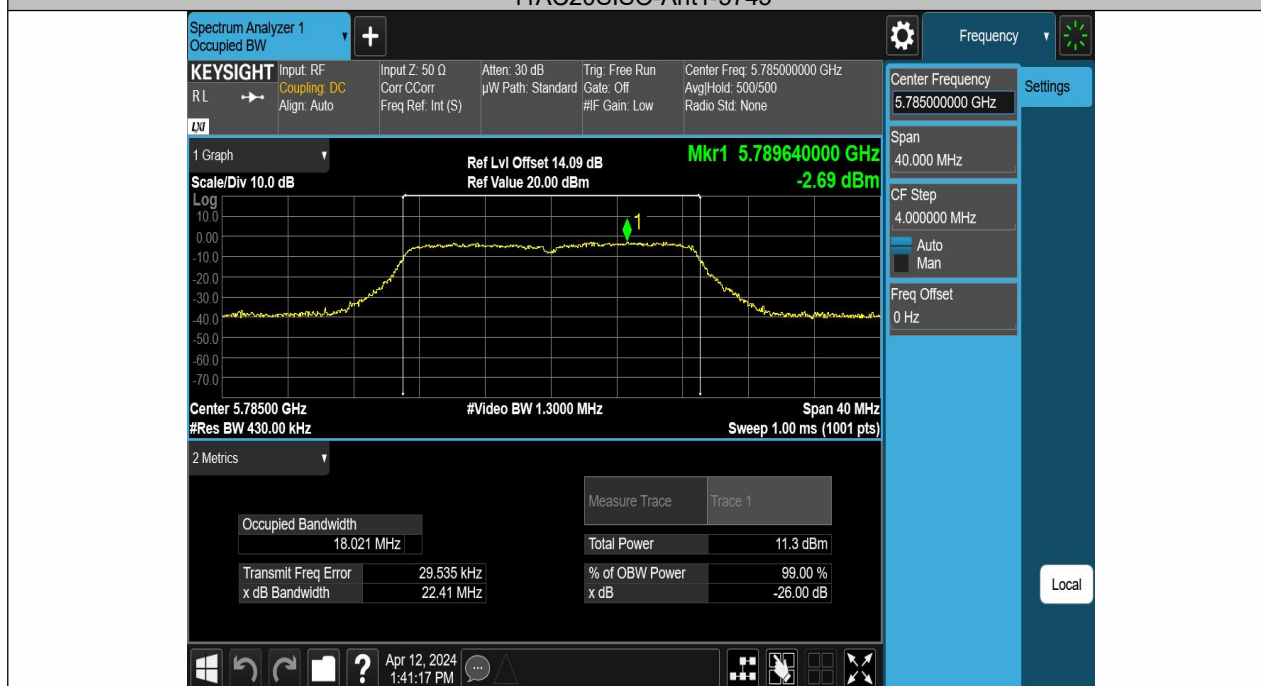 Spectrum Analyzer 1
Occupied BW
+
Frequency
KEYSIGHT
RL
LXI
Input: RF
Coupling: DC
Align: Auto
Input Z: 50 Ω
Corr CCorr
Freq Ref: Int (S)
Atten: 30 dB
µW Path: Standard
Trig: Free Run
Gate: Off
#IF Gain: Low
Center Freq: 5.785000000 GHz
Avg|Hold: 500/500
Radio Std: None
Center Frequency
5.785000000 GHz
Settings
Span
40.000 MHz
CF Step
4.000000 MHz
Auto
Man
Freq Offset
0 Hz
Local
1 Graph
Scale/Div 10.0 dB
Ref Lvl Offset 14.09 dB
Ref Value 20.00 dBm
Mkr1 5.789640000 GHz
-2.69 dBm
Log
10.0
0.00
-10.0
-20.0
-30.0
-40.0
-50.0
-60.0
-70.0
1
Center 5.78500 GHz
#Video BW 1.3000 MHz
Span 40 MHz
#Res BW 430.00 kHz
Sweep 1.00 ms (1001 pts)
2 Metrics
Measure Trace
Trace 1
Occupied Bandwidth
18.021 MHz
Total Power
11.3 dBm
Transmit Freq Error
29.535 kHz
% of OBW Power
99.00 %
x dB Bandwidth
22.41 MHz
x dB
-26.00 dB
?
Apr 12, 2024
1:41:17 PM